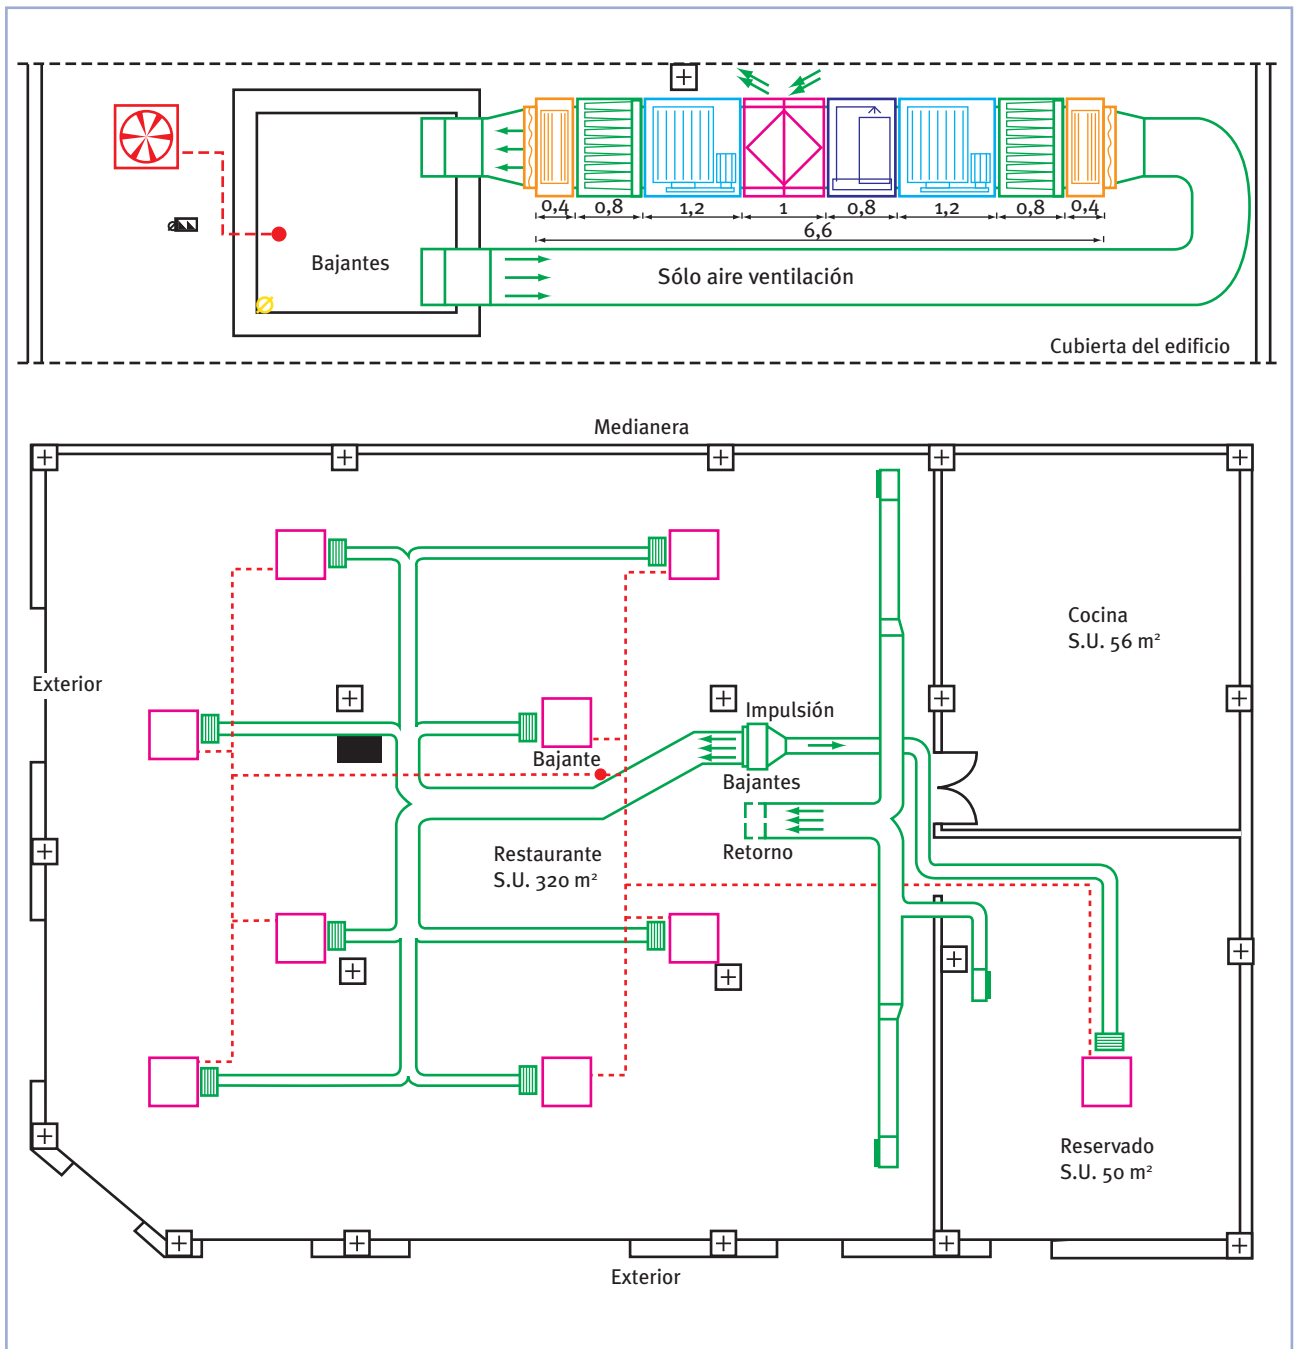 0,4
0,8
1,2
1
0,8
1,2
0,8
0,4
6,6
Bajantes
Sólo aire ventilación
Cubierta del edificio
Medianera
Cocina
S.U. 56 m²
Exterior
Impulsión
Bajante
Bajantes
Retorno
Restaurante
S.U. 320 m²
Reservado
S.U. 50 m²
Exterior